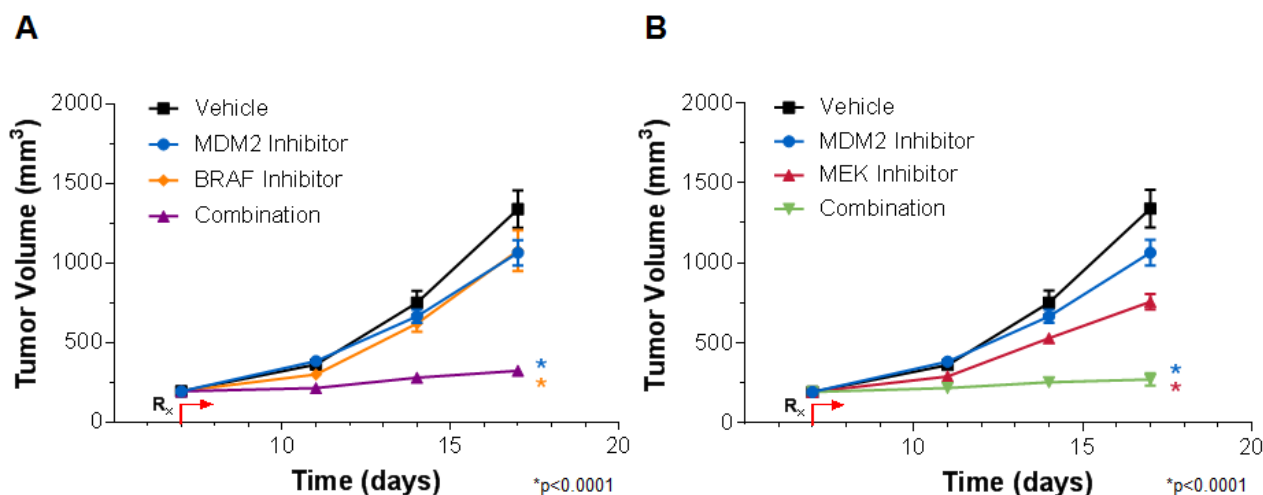 A
Tumor Volume (mm³)
2000
1500
1000
500
0
Vehicle
MDM2 Inhibitor
BRAF Inhibitor
Combination
*
*
Rx
10
15
20
Time (days)
*p<0.0001
B
Tumor Volume (mm³)
2000
1500
1000
500
0
Vehicle
MDM2 Inhibitor
MEK Inhibitor
Combination
*
*
Rx
10
15
20
Time (days)
*p<0.0001